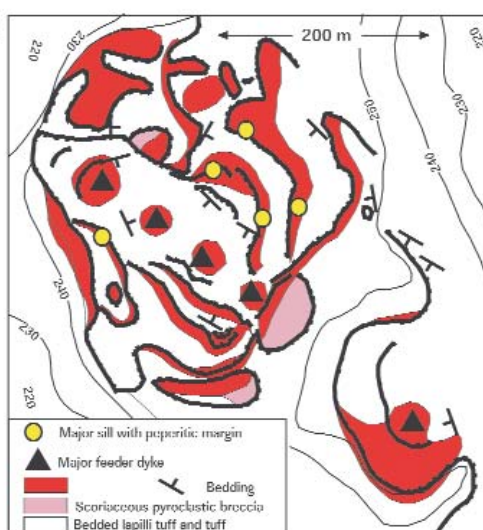 200 m
220
230
220
230
250
240
240
230
220
Major sill with peperitic margin
Major feeder dyke
Bedding
Scoriaceous pyroclastic breccia
Bedded lapilli tuff and tuff